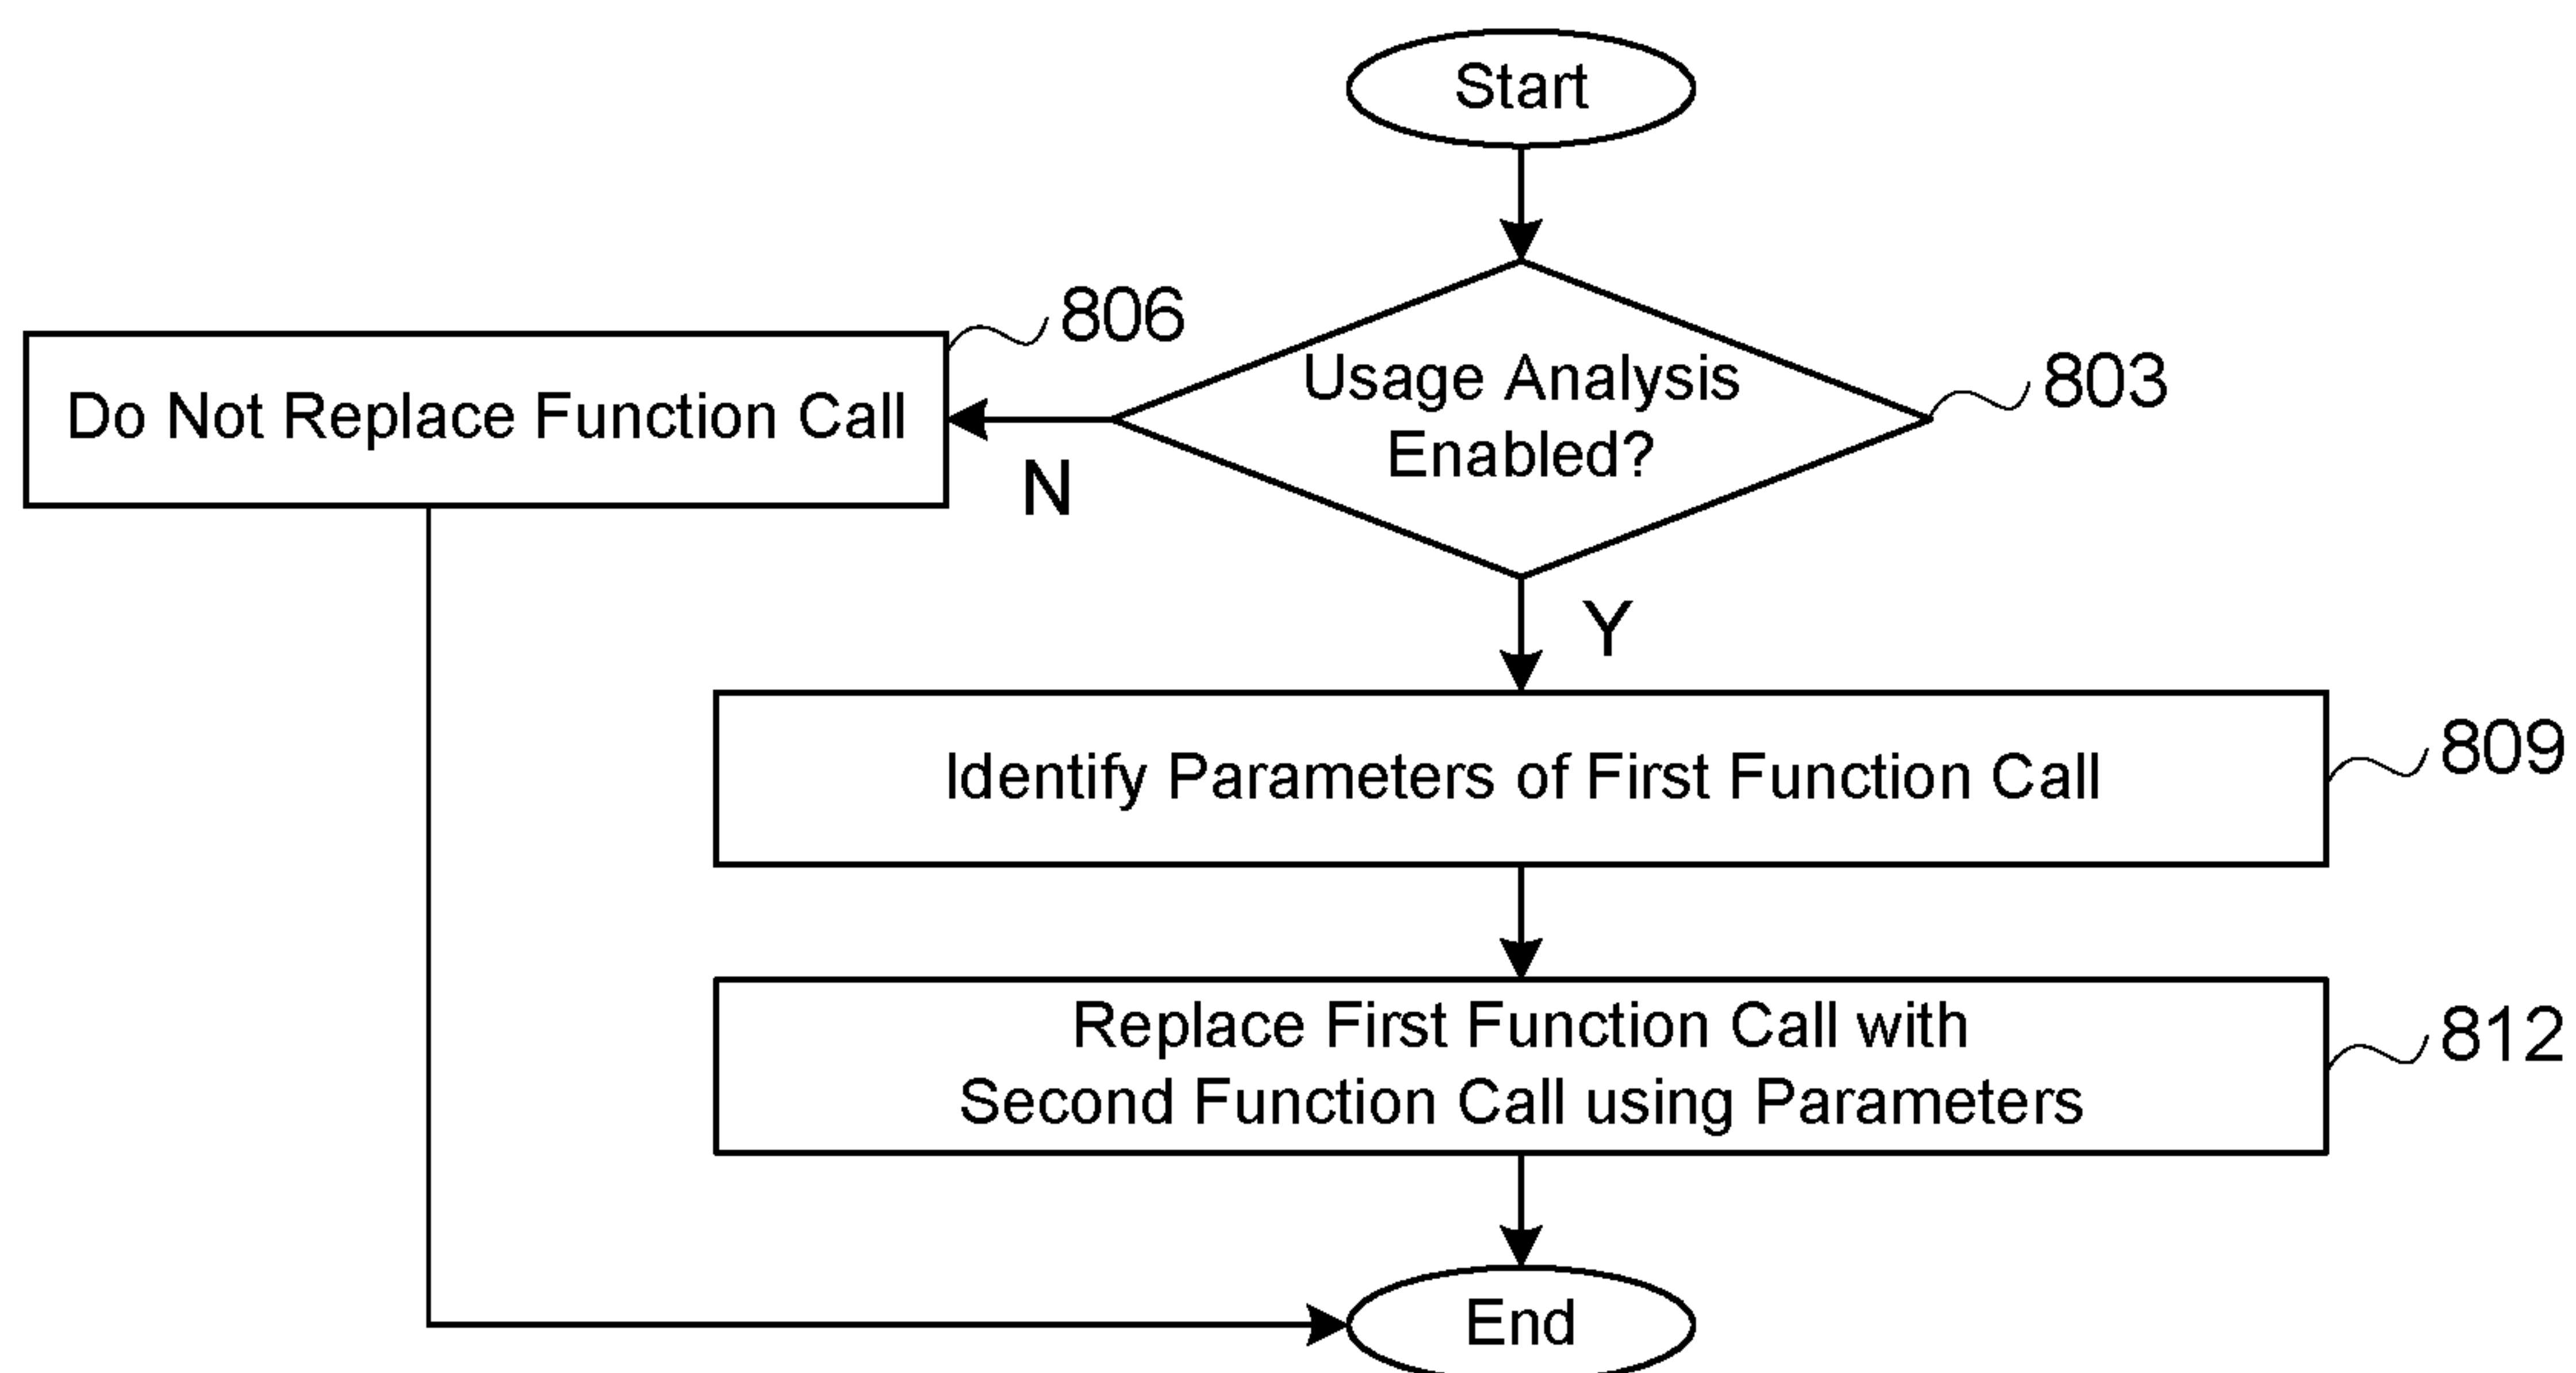 Start
806
Do Not Replace Function Call
N
Usage Analysis
Enabled?
803
Y
Identify Parameters of First Function Call
809
Replace First Function Call with
Second Function Call using Parameters
812
End